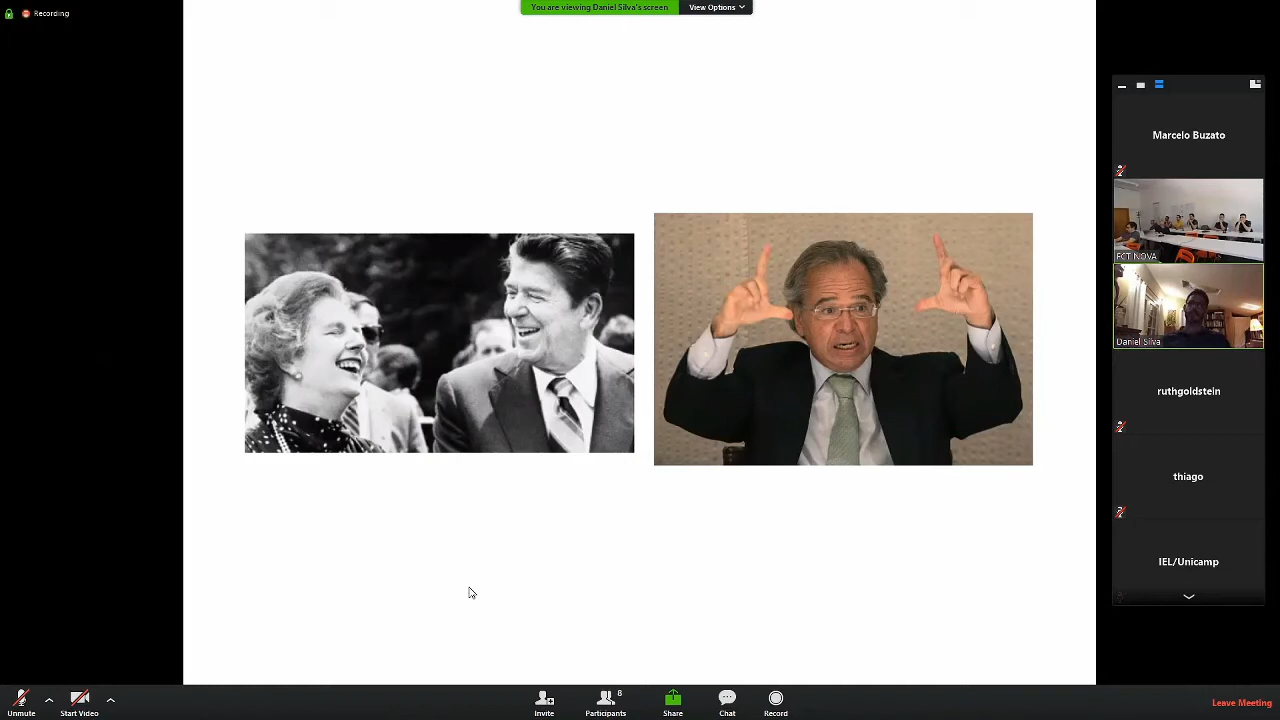 Recording
You are viewing Daniel Silva's screen
View Options
Marcelo Buzato
FCT NOVA
Daniel Silva
ruthgoldstein
thiago
IEL/Unicamp
Unmute
Start Video
Invite
Participants
8
Share
Chat
Record
Leave Meeting